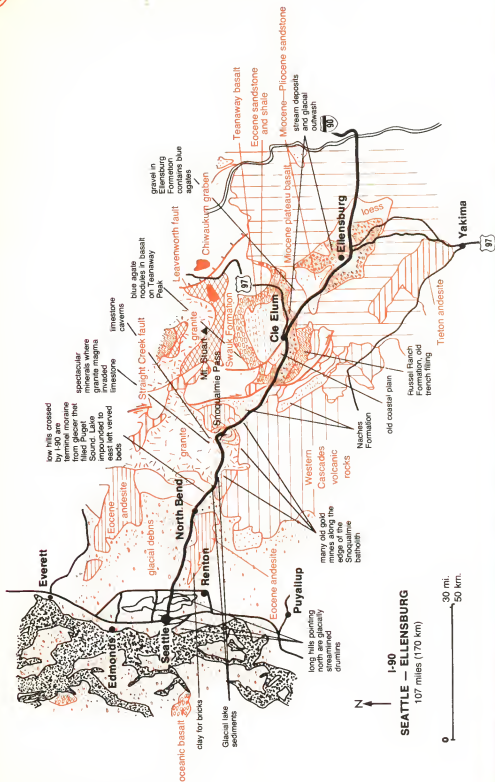 oceanic basalt
Everett
Edmonds
Seattle
clay for bricks
Glacial lake
sediments
Renton
Puyallup
long hills pointing
north are glacially
streamlined
drumlins
Eocene
andesite
glacial debris
North Bend
Eocene andesite
low hills crossed
by I-90 are
terminal moraine
from glacier that
filled Puget
Sound. Lake
impounded to
east left verved
beds
spectacular
minerals where
granite magma
invaded
limestone
limestone
caverns
Straight Creek fault
granite
granite
Snoqualmie Pass
Mt. Stuart
many old gold
mines along the
edge of the
Snoqualmie
batholith
Western
Cascades
volcanic
rocks
Naches
Formation
old coastal plain
Russel Ranch
Formation, old
trench filling
blue agate
nodules in basalt
on Teanaway
Peak
Leavenworth fault
Chiwaukum graben
Swauk Formation
97
Cle Elum
gravel in
Ellensburg
Formetion
contains blue
agates
Teanaway basalt
Eocene sandstone
and shale
Miocene—Pliocene sandstone
stream deposits
and glacial
outwash
90
Miocene plateau basalt
Ellensburg
loess
Yakima
97
Tieton andesite
N
I-90
SEATTLE — ELLENSBURG
107 miles (170 km)
0
30 mi.
50 km.